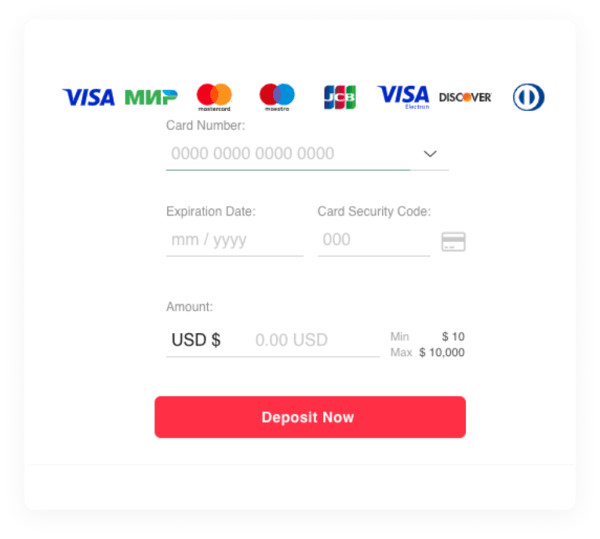 VISA МИР mastercard maestro JCB VISA Electron DISCOVER
Card Number:
0000 0000 0000 0000
Expiration Date: Card Security Code:
mm / yyyy 000
Amount:
USD $ 0.00 USD Min $ 10
Max $ 10,000
Deposit Now